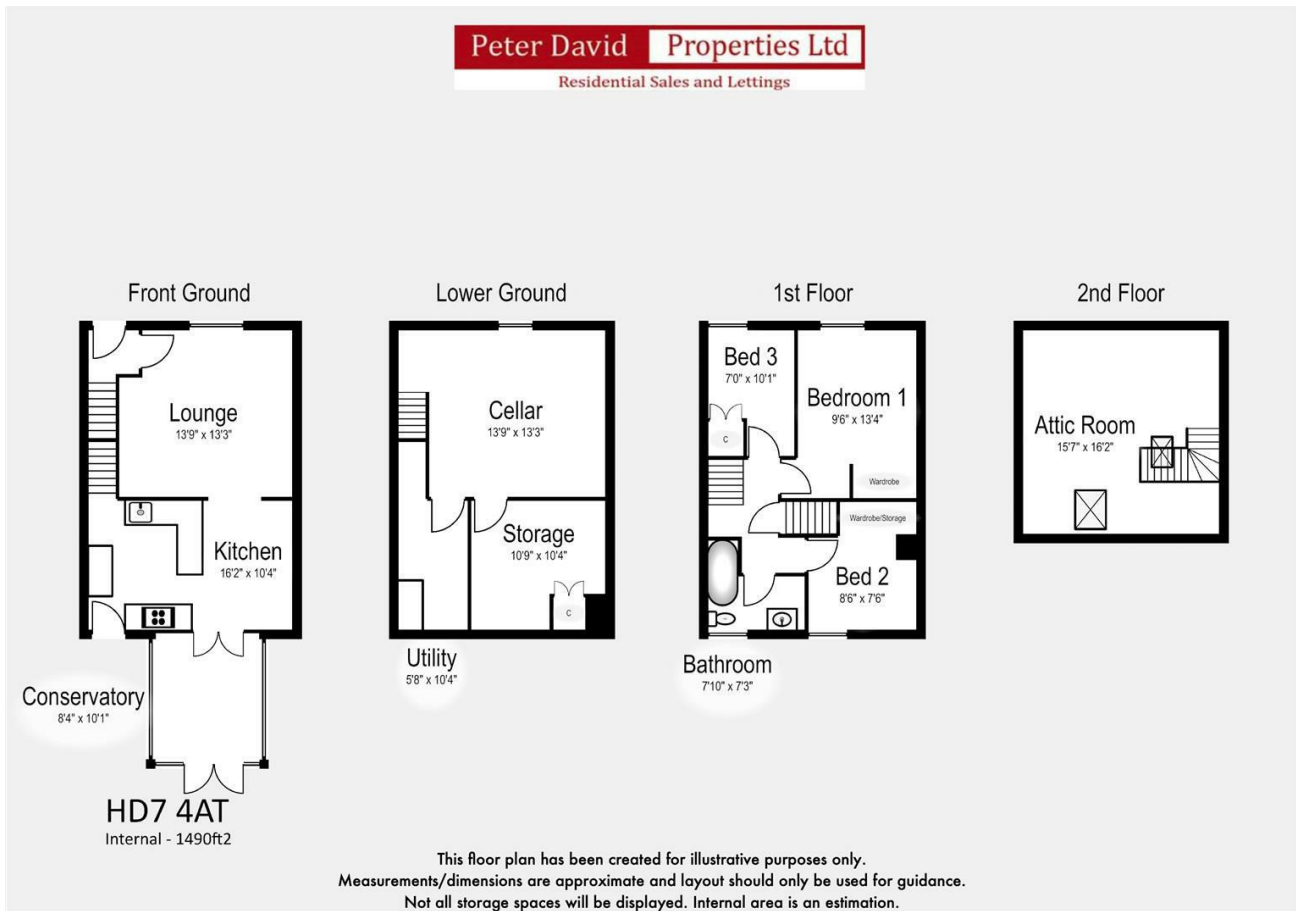 Peter David Properties Ltd
Residential Sales and Lettings
Front Ground
Lounge
13'9" x 13'3"
Kitchen
16'2" x 10'4"
Conservatory
8'4" x 10'1"
Lower Ground
Cellar
13'9" x 13'3"
Storage
10'9" x 10'4"
C
Utility
5'8" x 10'4"
1st Floor
Bed 3
7'0" x 10'1"
C
Bedroom 1
9'6" x 13'4"
Wardrobe
Wardrobe/Storage
Bed 2
8'6" x 7'6"
Bathroom
7'10" x 7'3"
2nd Floor
Attic Room
15'7" x 16'2"
HD7 4AT
Internal - 1490ft2
This floor plan has been created for illustrative purposes only.
Measurements/dimensions are approximate and layout should only be used for guidance.
Not all storage spaces will be displayed. Internal area is an estimation.